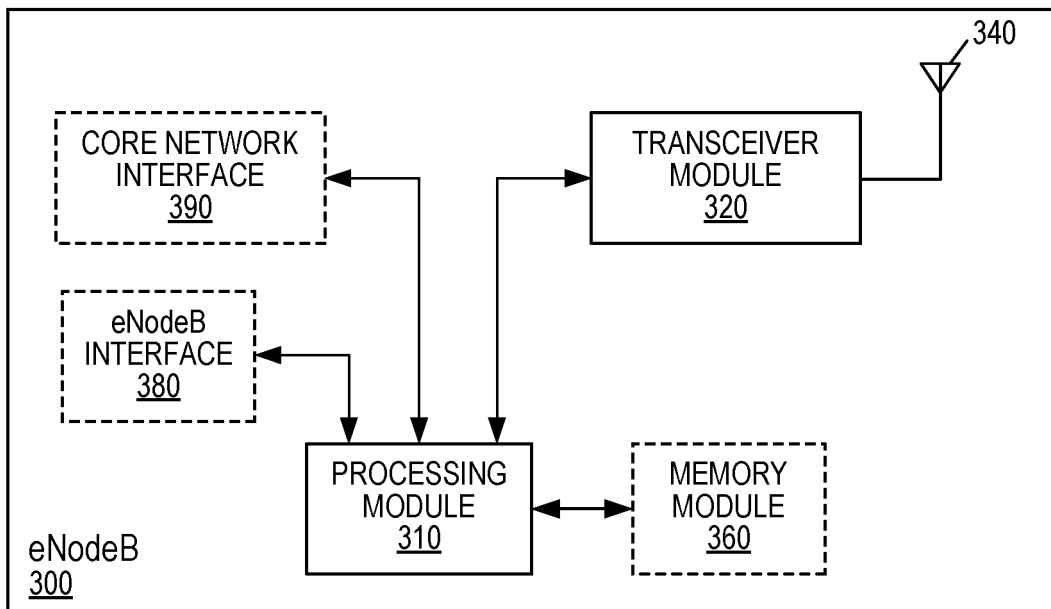 340
CORE NETWORK
INTERFACE
390
TRANSCEIVER
MODULE
320
eNodeB
INTERFACE
380
PROCESSING
MODULE
310
MEMORY
MODULE
360
eNodeB
300